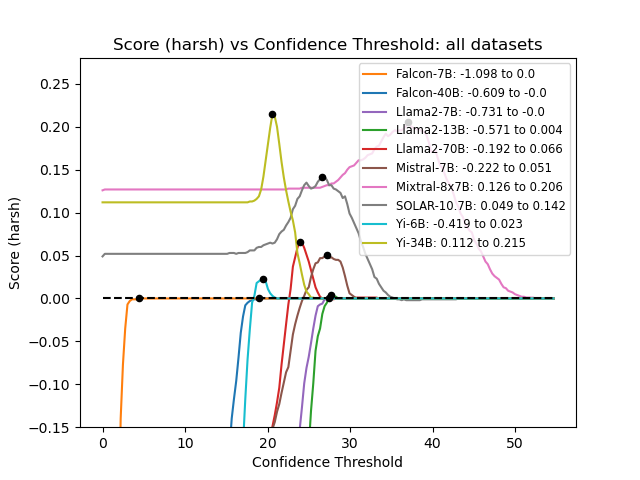 Score (harsh) vs Confidence Threshold: all datasets
Score (harsh)
0.25
0.20
0.15
0.10
0.05
0.00
−0.05
−0.10
−0.15
Falcon-7B: -1.098 to 0.0
Falcon-40B: -0.609 to -0.0
Llama2-7B: -0.731 to -0.0
Llama2-13B: -0.571 to 0.004
Llama2-70B: -0.192 to 0.066
Mistral-7B: -0.222 to 0.051
Mixtral-8x7B: 0.126 to 0.206
SOLAR-10.7B: 0.049 to 0.142
Yi-6B: -0.419 to 0.023
Yi-34B: 0.112 to 0.215
0 10 20 30 40 50
Confidence Threshold